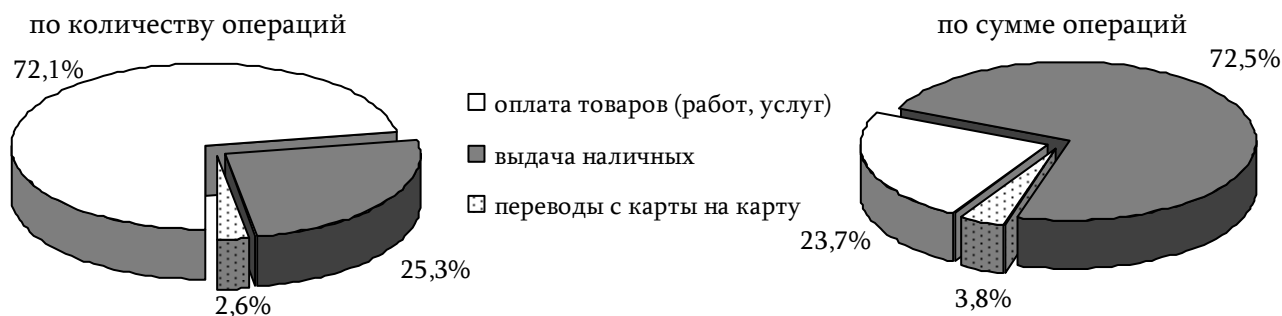 по количеству операций
72,1%
25,3%
2,6%
оплата товаров (работ, услуг)
выдача наличных
переводы с карты на карту
по сумме операций
72,5%
23,7%
3,8%